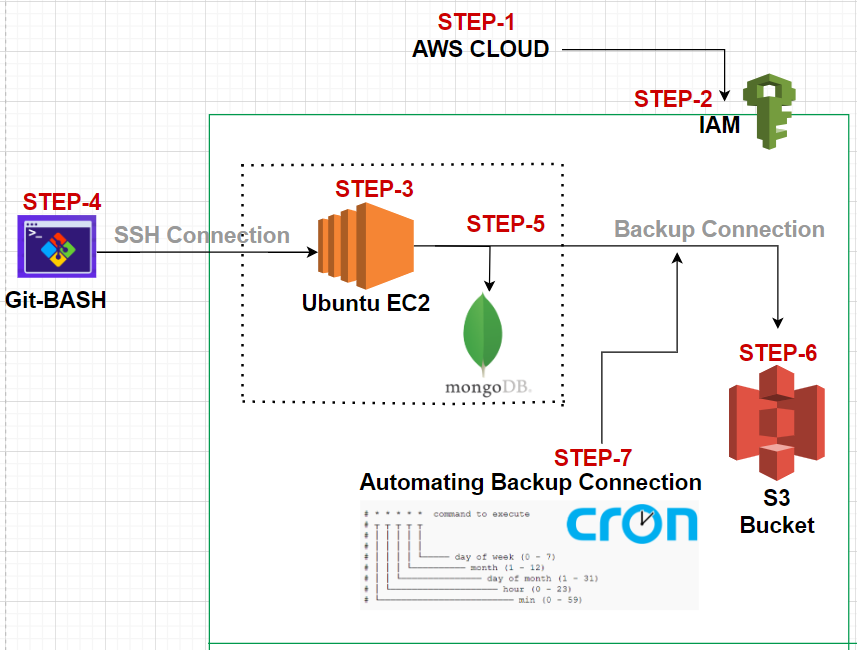 STEP-1
AWS CLOUD
STEP-2
IAM
STEP-3
STEP-4
STEP-5
SSH Connection
Backup Connection
>_
Git-BASH
Ubuntu EC2
mongoDB.
STEP-6
S3
Bucket
STEP-7
Automating Backup Connection
# * * * * * command to execute
cron
# ┬ ┬ ┬ ┬ ┬
# │ │ │ │ │
# │ │ │ │ │
# │ │ │ │ └───── day of week (0 - 7)
# │ │ │ └────────── month (1 - 12)
# │ │ └─────────────── day of month (1 - 31)
# │ └──────────────────── hour (0 - 23)
# └───────────────────────── min (0 - 59)